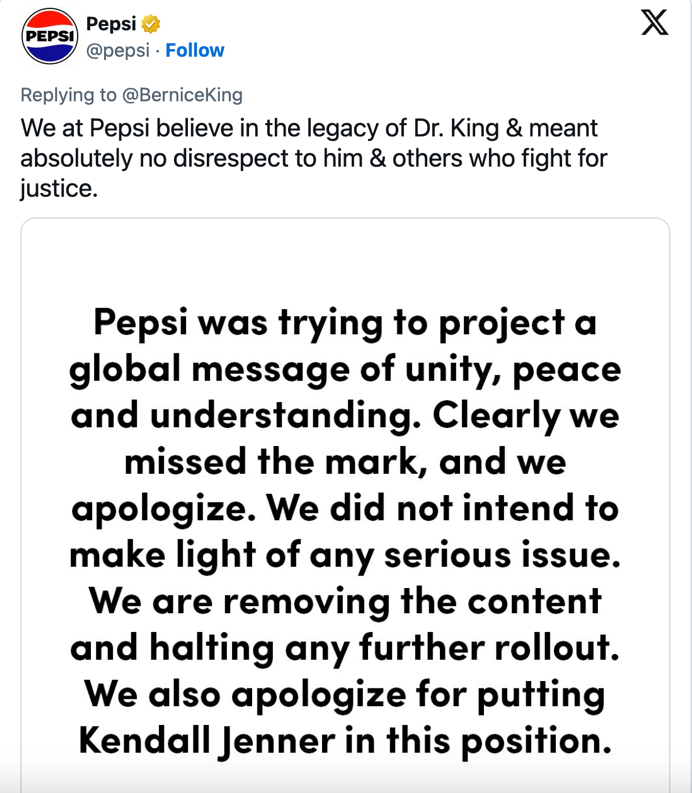 PEPSI
Pepsi
@pepsi · Follow
X
Replying to @BerniceKing
We at Pepsi believe in the legacy of Dr. King & meant
absolutely no disrespect to him & others who fight for
justice.
Pepsi was trying to project a
global message of unity, peace
and understanding. Clearly we
missed the mark, and we
apologize. We did not intend to
make light of any serious issue.
We are removing the content
and halting any further rollout.
We also apologize for putting
Kendall Jenner in this position.